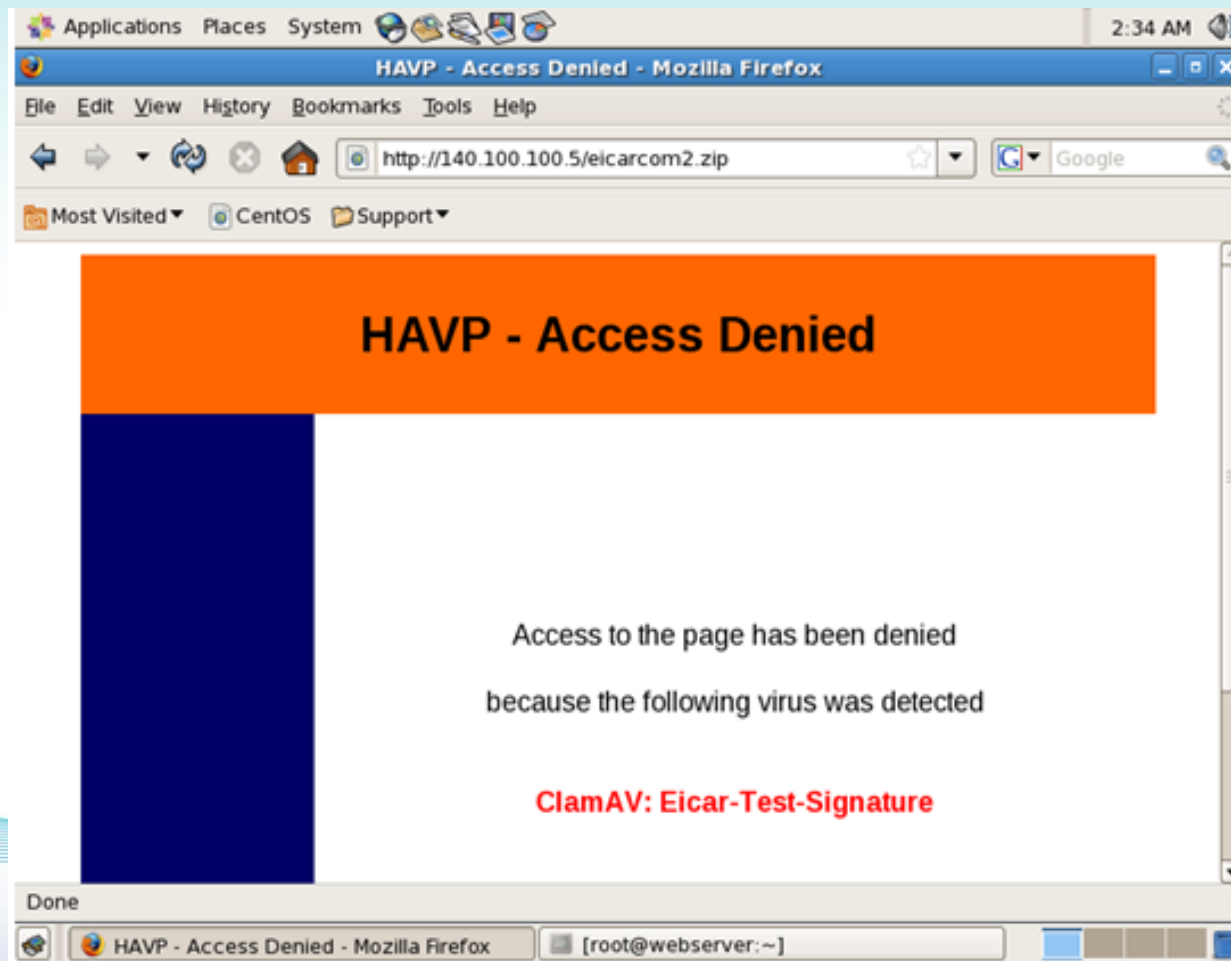 Applications Places System 2:34 AM
HAVP - Access Denied - Mozilla Firefox
File Edit View History Bookmarks Tools Help
http://140.100.100.5/eicarcom2.zip G Google
Most Visited CentOS Support
HAVP - Access Denied
Access to the page has been denied
because the following virus was detected
ClamAV: Eicar-Test-Signature
Done
HAVP - Access Denied - Mozilla Firefox [root@webserver:~]